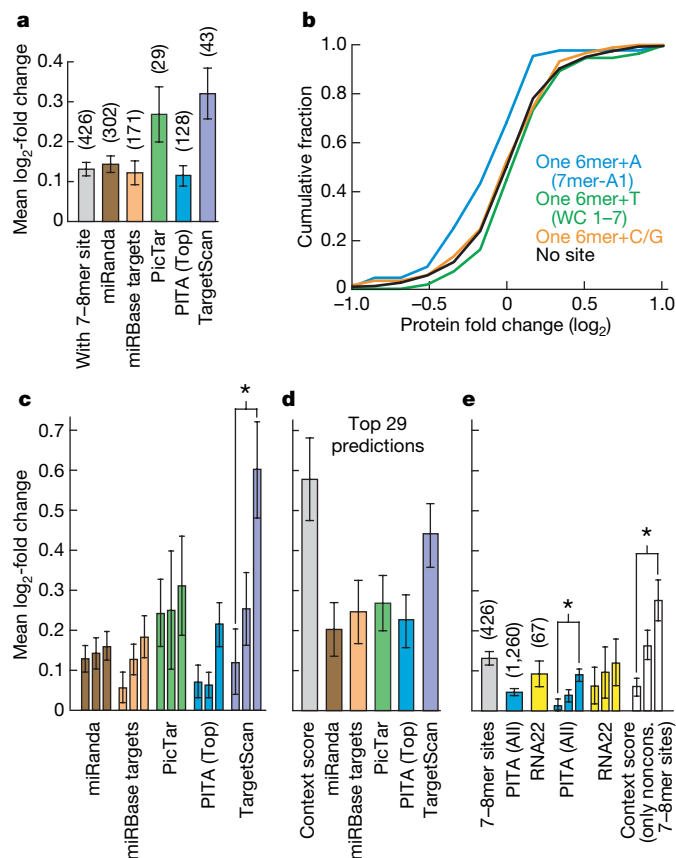 a
Mean log2-fold change
0.4
0.3
0.2
0.1
0
(426)
(302)
(171)
(29)
(128)
(43)
With 7–8mer site
miRanda
miRBase targets
PicTar
PITA (Top)
TargetScan
b
Cumulative fraction
1.0
0.8
0.6
0.4
0.2
0
One 6mer+A
(7mer-A1)
One 6mer+T
(WC 1–7)
One 6mer+C/G
No site
–1.0
–0.5
0
0.5
1.0
Protein fold change (log2)
c
Mean log2-fold change
0.7
0.6
0.5
0.4
0.3
0.2
0.1
0
*
miRanda
miRBase targets
PicTar
PITA (Top)
TargetScan
d
Top 29
predictions
Context score
miRanda
miRBase targets
PicTar
PITA (Top)
TargetScan
e
(426)
(1,260)
(67)
*
*
7–8mer sites
PITA (All)
RNA22
PITA (All)
RNA22
Context score
(only noncons.
7–8mer sites)